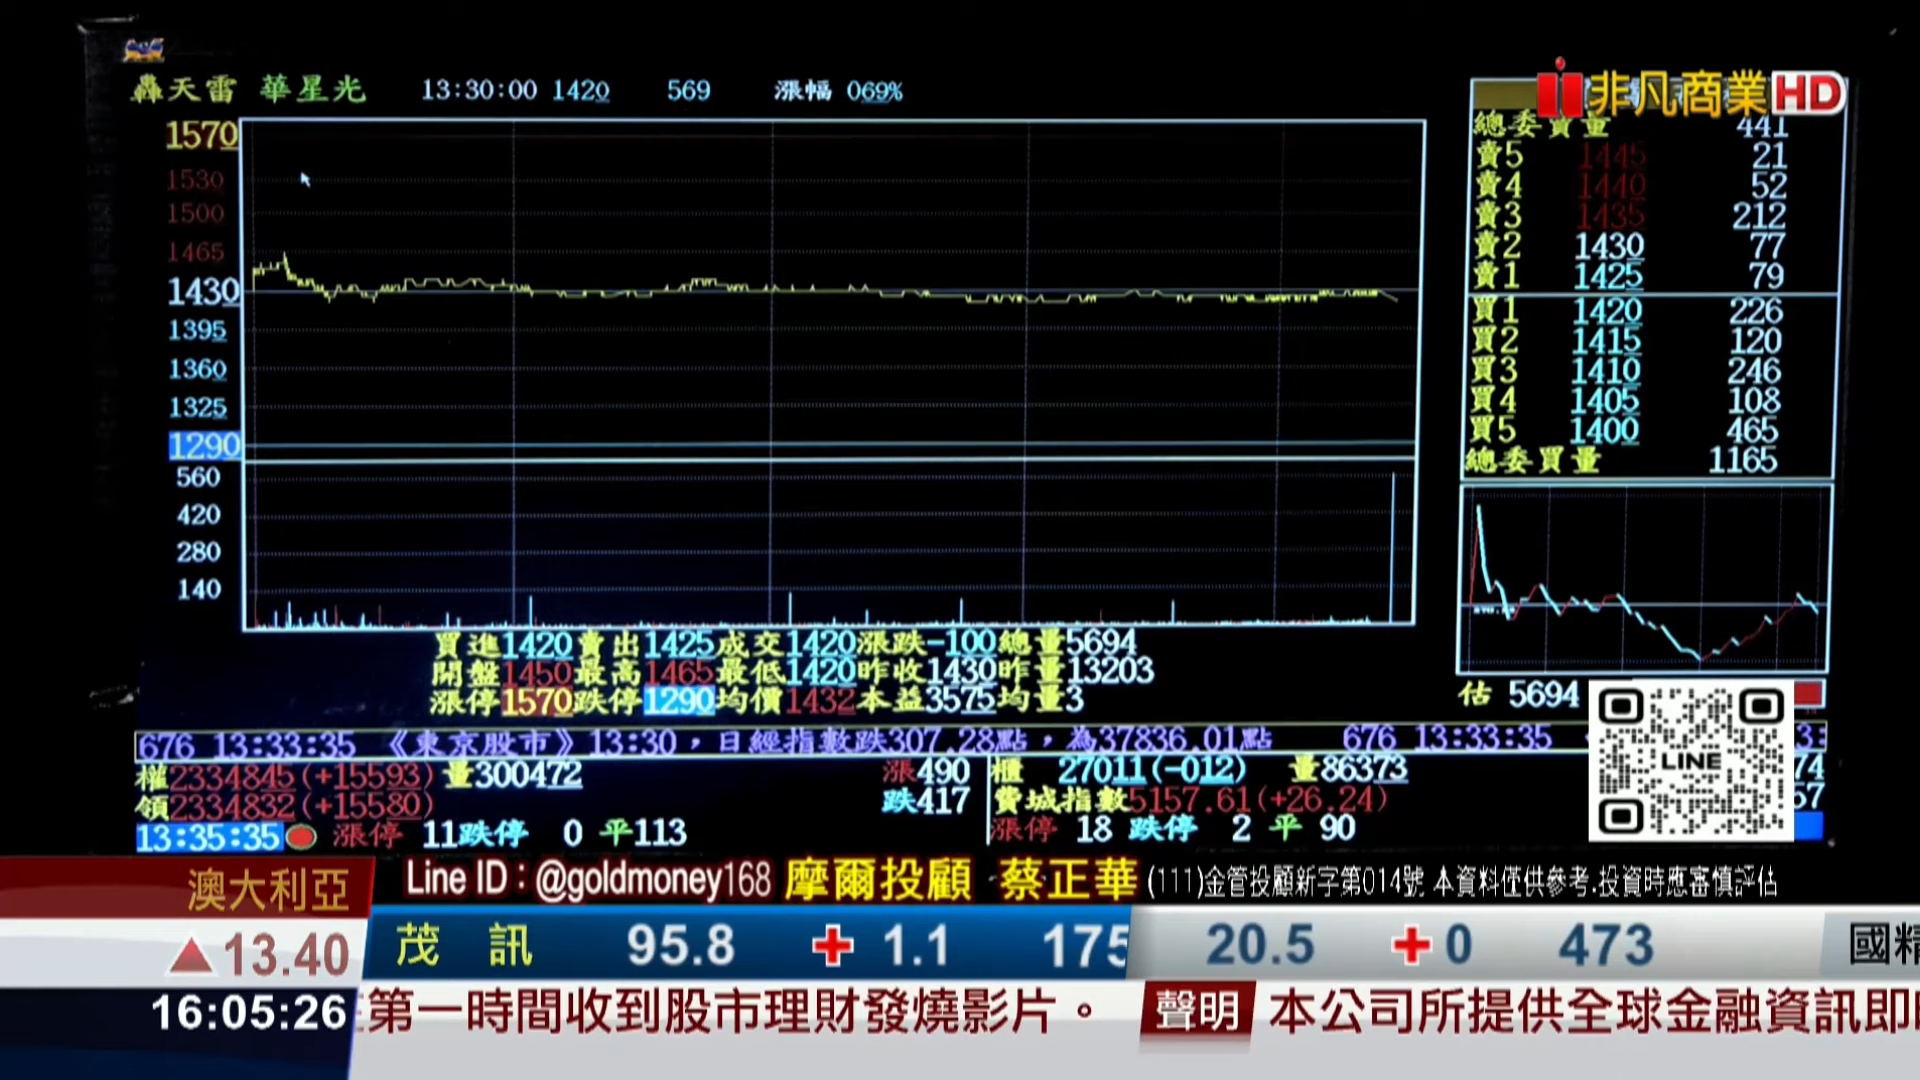 轟天雷 華星光 13:30:00 1420 569 漲幅 069%
非凡商業HD
1570
1530
1500
1465
1430
1395
1360
1325
1290
560
420
280
140
總委賣量 441
賣5 1445 21
賣4 1440 52
賣3 1435 212
賣2 1430 77
賣1 1425 79
買1 1420 226
買2 1415 120
買3 1410 246
買4 1405 108
買5 1400 465
總委買量 1165
買進1420賣出1425成交1420漲跌-100總量5694
開盤1450最高1465最低1420昨收1430昨量13203
漲停1570跌停1290均價1432本益3575均量3
估 5694
676 13:33:35 《東京股市》13:30，日經指數跌307.28點，為37836.01點 676 13:33:35
權2334845(+15593) 量300472 漲490 櫃 27011(-012) 量86373
領2334832(+15580) 跌417 費城指數5157.61(+26.24)
13:35:35 漲停 11跌停 0 平113 漲停 18 跌停 2 平 90
LINE
澳大利亞
Line ID : @goldmoney168 摩爾投顧 蔡正華 (111)金管投顧新字第014號 本資料僅供參考.投資時應審慎評估
▲13.40
茂 訊 95.8 + 1.1 175
20.5 + 0 473 國精
16:05:26
第一時間收到股市理財發燒影片。 聲明 本公司所提供全球金融資訊即